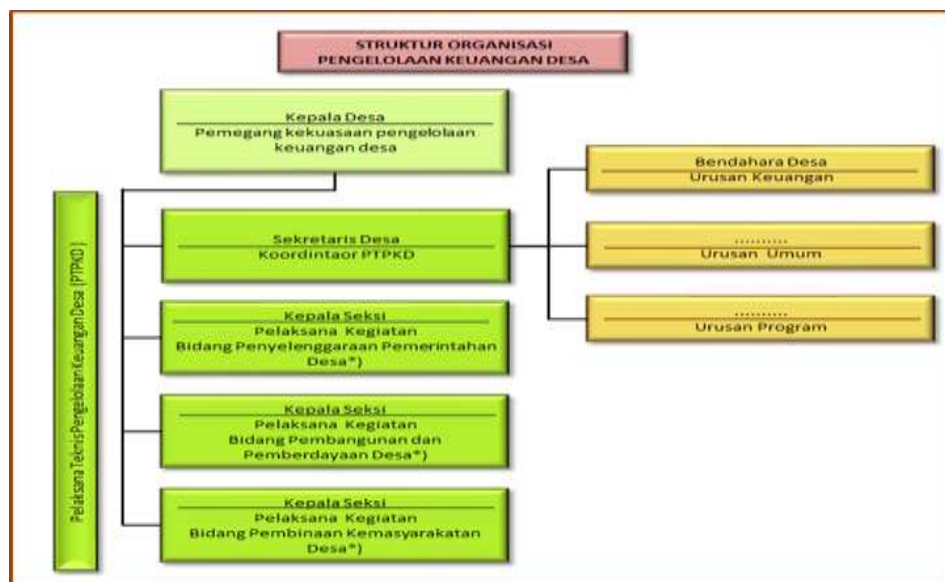 STRUKTUR ORGANISASI
PENGELOLAAN KEUANGAN DESA
Kepala Desa
Pemegang kekuasaan pengelolaan
keuangan desa
Pelaksana Teknis Pengelolaan Keuangan Desa (PTPKD)
Sekretaris Desa
Koordintaor PTPKD
Kepala Seksi
Pelaksana Kegiatan
Bidang Penyelenggaraan Pemerintahan
Desa*)
Kepala Seksi
Pelaksana Kegiatan
Bidang Pembangunan dan
Pemberdayaan Desa*)
Kepala Seksi
Pelaksana Kegiatan
Bidang Pembinaan Kemasyarakatan
Desa*)
Bendahara Desa
Urusan Keuangan
..........
Urusan Umum
..........
Urusan Program